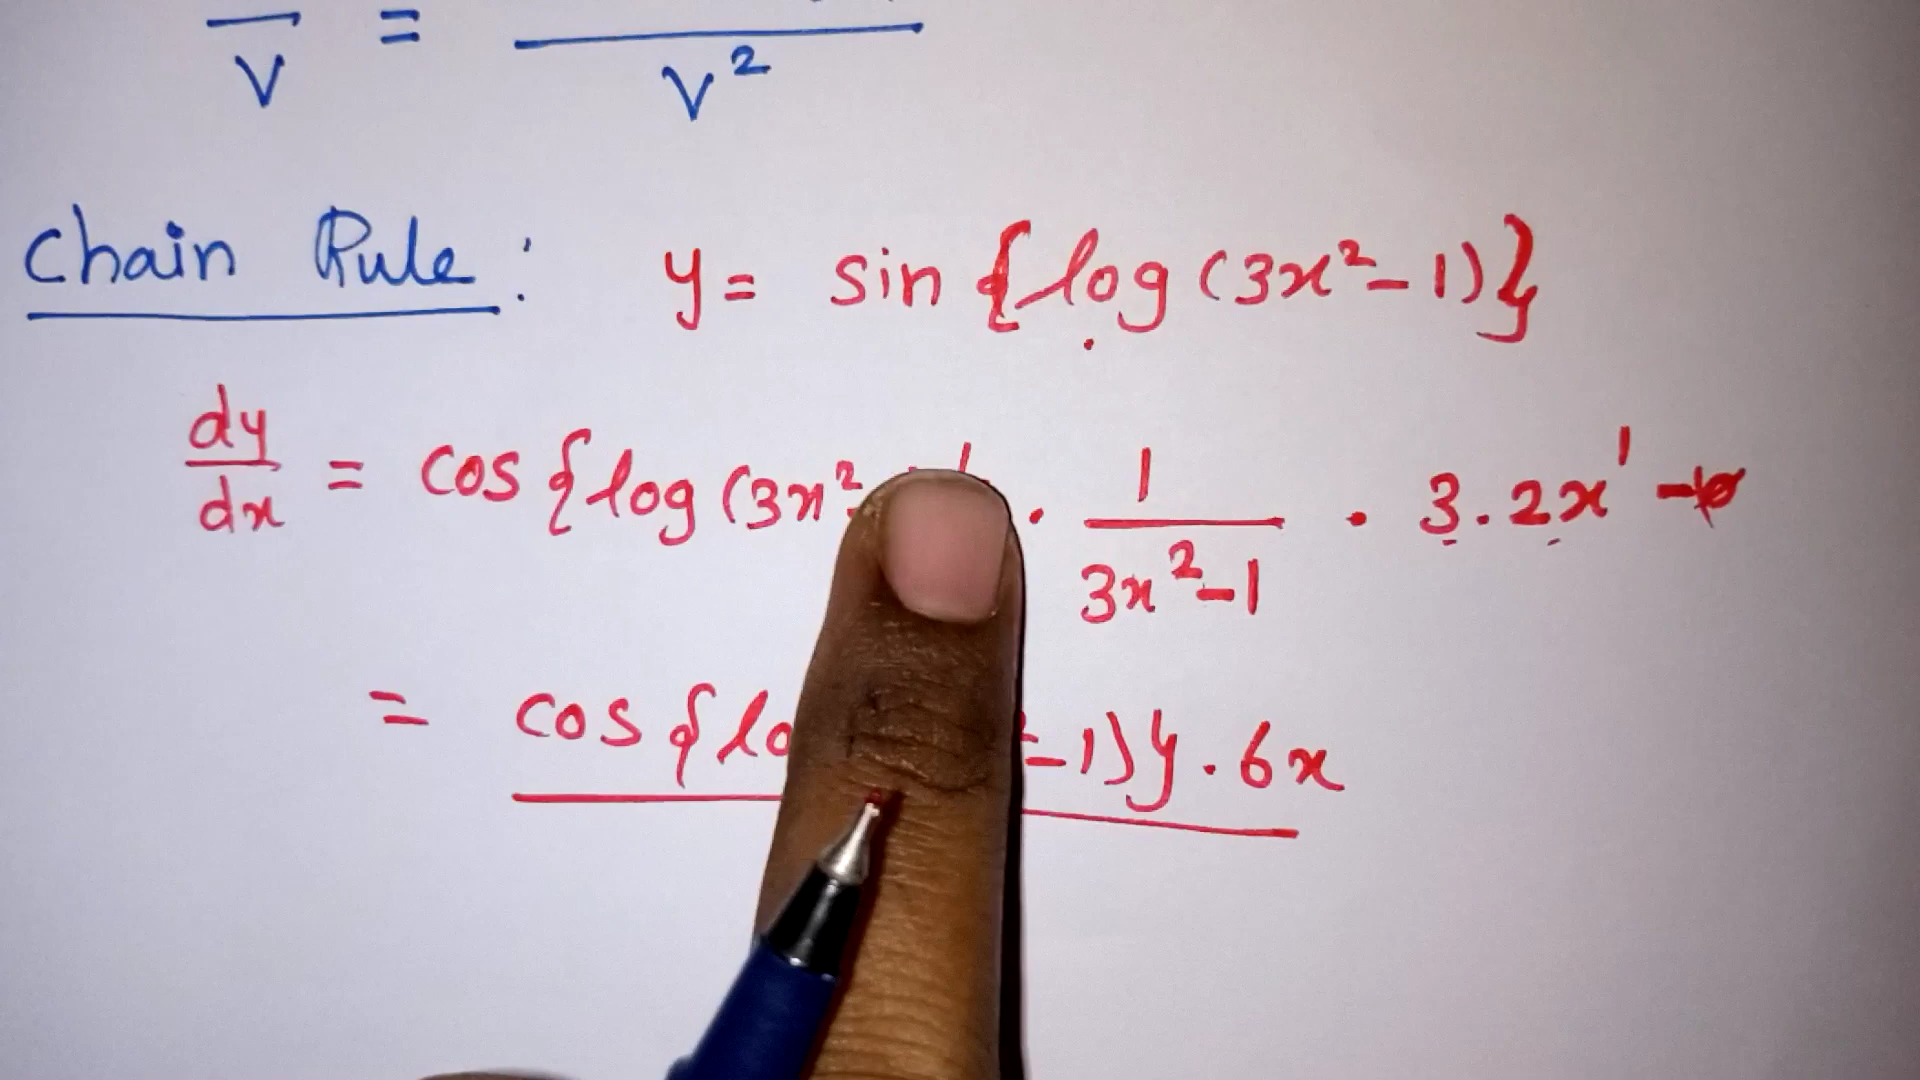 V = V²
Chain Rule : y = sin {log (3x² - 1)}
dy/dx = cos {log (3x² - 1 . 1/3x² - 1 . 3 . 2x¹ - 0
= cos { - 1)} . 6x